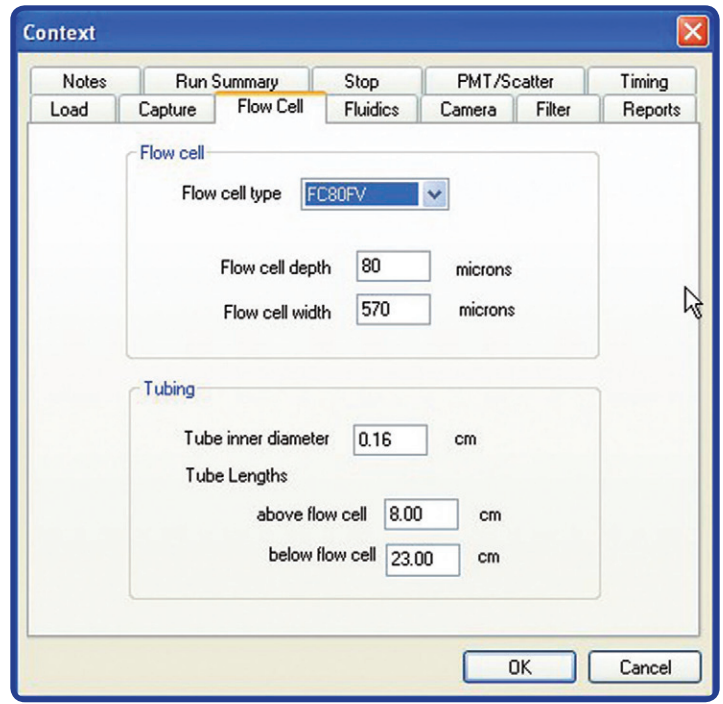 Context
Notes Run Summary Stop PMT/Scatter Timing
Load Capture Flow Cell Fluidics Camera Filter Reports
Flow cell
Flow cell type FC80FV
Flow cell depth 80 microns
Flow cell width 570 microns
Tubing
Tube inner diameter 0.16 cm
Tube Lengths
above flow cell 8.00 cm
below flow cell 23.00 cm
OK Cancel